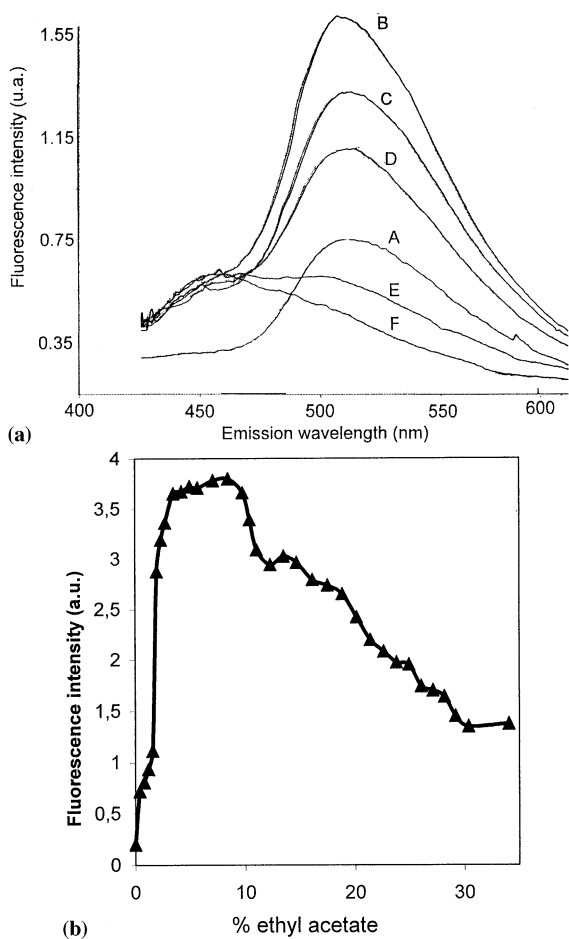 Fluorescence intensity (u.a.)
1.55
1.15
0.75
0.35
B
C
D
A
E
F
400
450
500
550
600
Emission wavelength (nm)
(a)
Fluorescence intensity (a.u.)
4
3,5
3
2,5
2
1,5
1
0,5
0
0
10
20
30
% ethyl acetate
(b)